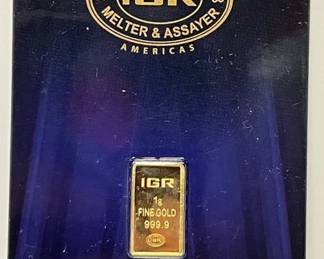 IGR
MELTER & ASSAYER
AMERICAS
IGR
1g
FINE GOLD
999.9